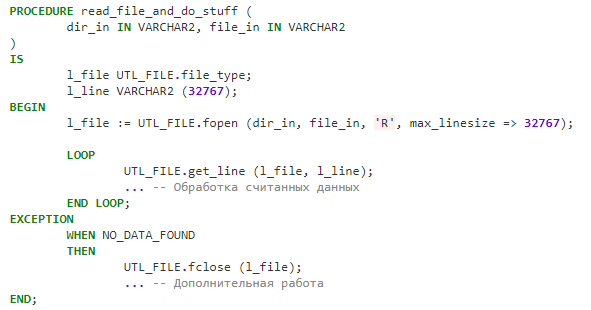 PROCEDURE read_file_and_do_stuff (
        dir_in IN VARCHAR2, file_in IN VARCHAR2
)
IS
        l_file UTL_FILE.file_type;
        l_line VARCHAR2 (32767);
BEGIN
        l_file := UTL_FILE.fopen (dir_in, file_in, 'R', max_linesize => 32767);

        LOOP
                UTL_FILE.get_line (l_file, l_line);
                ... -- Обработка считанных данных
        END LOOP;
EXCEPTION
        WHEN NO_DATA_FOUND
        THEN
                UTL_FILE.fclose (l_file);
                ... -- Дополнительная работа
END;